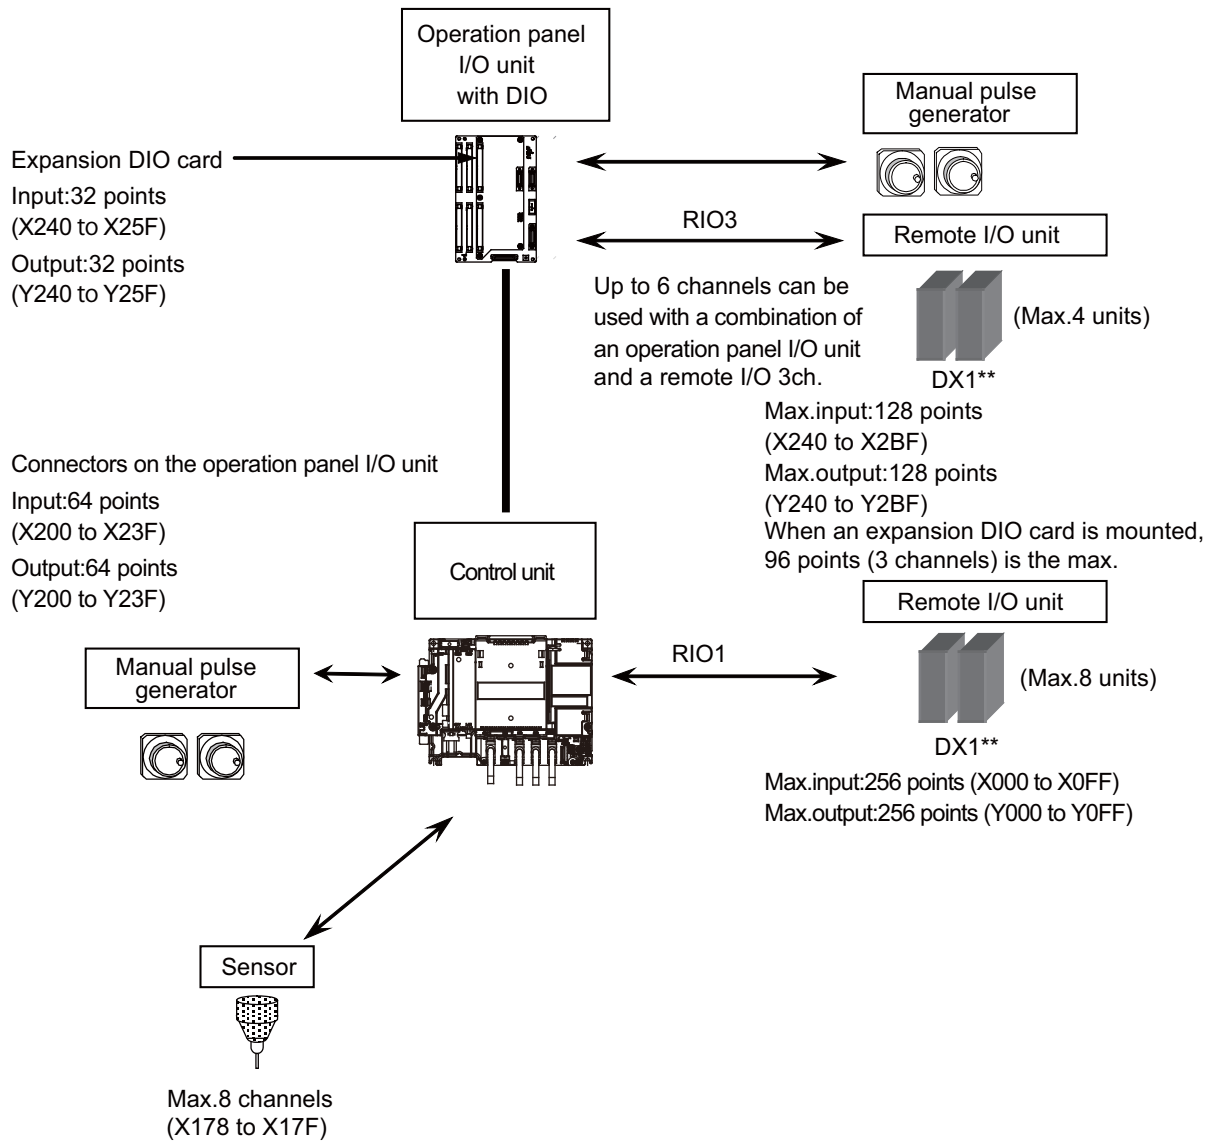 Operation panel
I/O unit
with DIO
Manual pulse
generator
Expansion DIO card
Input:32 points
(X240 to X25F)
Output:32 points
(Y240 to Y25F)
RIO3
Remote I/O unit
Up to 6 channels can be
used with a combination of
an operation panel I/O unit
and a remote I/O 3ch.
(Max.4 units)
DX1**
Max.input:128 points
(X240 to X2BF)
Max.output:128 points
(Y240 to Y2BF)
When an expansion DIO card is mounted,
96 points (3 channels) is the max.
Connectors on the operation panel I/O unit
Input:64 points
(X200 to X23F)
Output:64 points
(Y200 to Y23F)
Control unit
Remote I/O unit
Manual pulse
generator
RIO1
(Max.8 units)
DX1**
Max.input:256 points (X000 to X0FF)
Max.output:256 points (Y000 to Y0FF)
Sensor
Max.8 channels
(X178 to X17F)